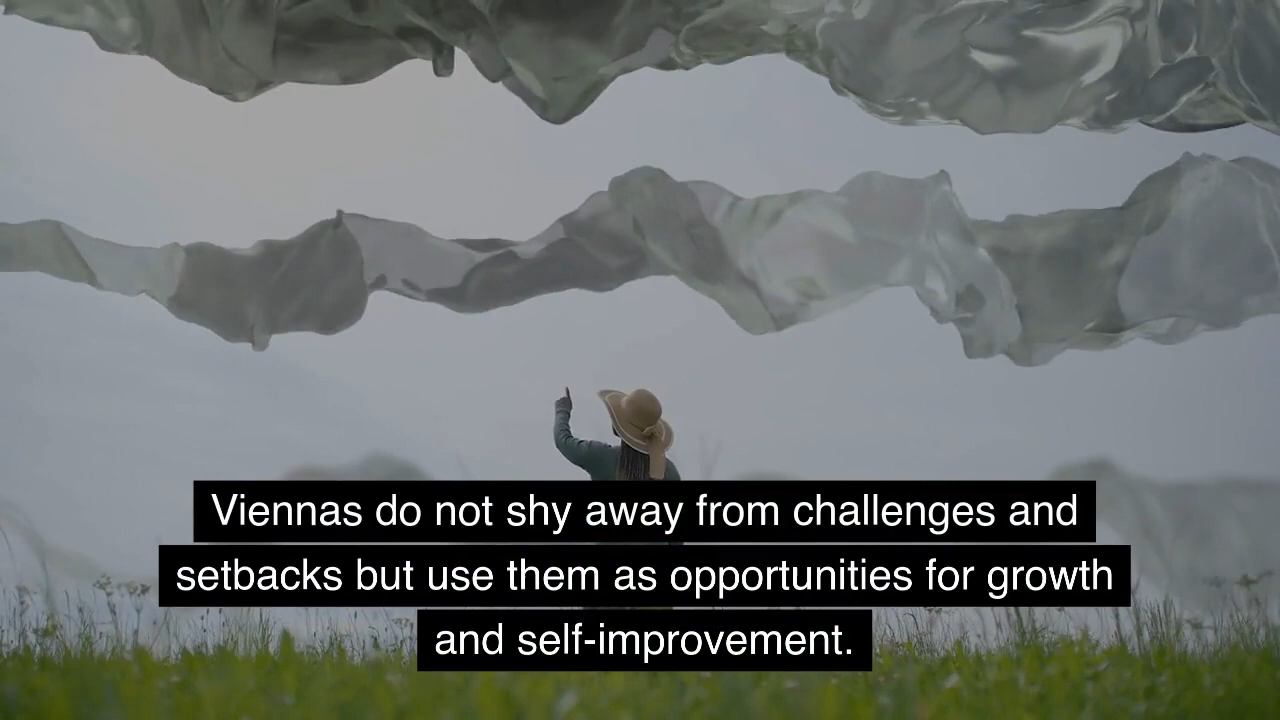 Viennas do not shy away from challenges and
setbacks but use them as opportunities for growth
and self-improvement.